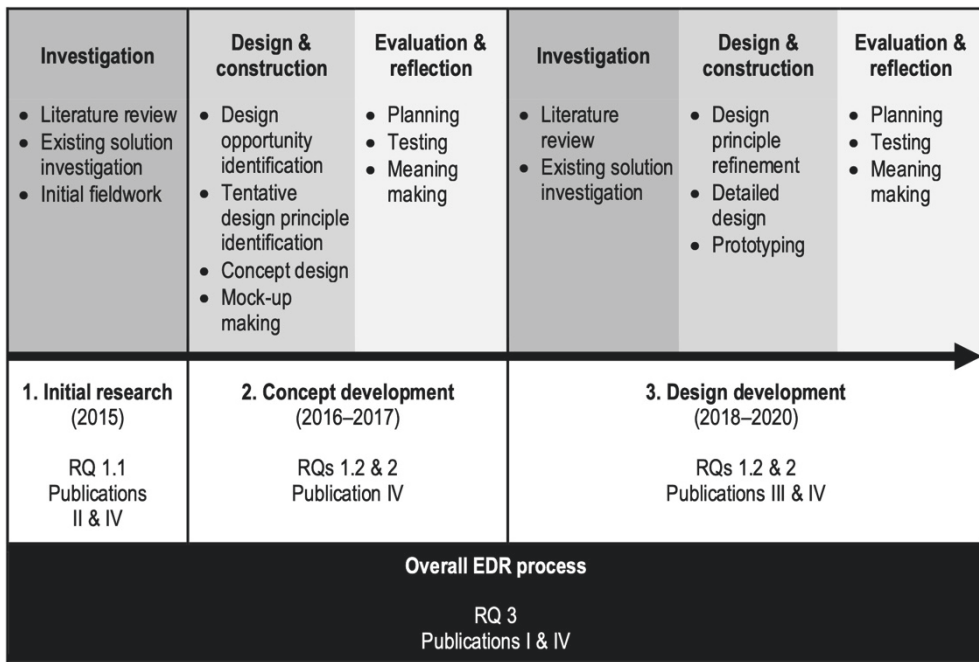 Investigation
• Literature review
• Existing solution
investigation
• Initial fieldwork
Design &
construction
• Design
opportunity
identification
• Tentative
design principle
identification
• Concept design
• Mock-up
making
Evaluation &
reflection
• Planning
• Testing
• Meaning
making
Investigation
• Literature
review
• Existing solution
investigation
Design &
construction
• Design
principle
refinement
• Detailed
design
• Prototyping
Evaluation &
reflection
• Planning
• Testing
• Meaning
making
1. Initial research
(2015)
RQ 1.1
Publications
II & IV
2. Concept development
(2016–2017)
RQs 1.2 & 2
Publication IV
3. Design development
(2018–2020)
RQs 1.2 & 2
Publications III & IV
Overall EDR process
RQ 3
Publications I & IV